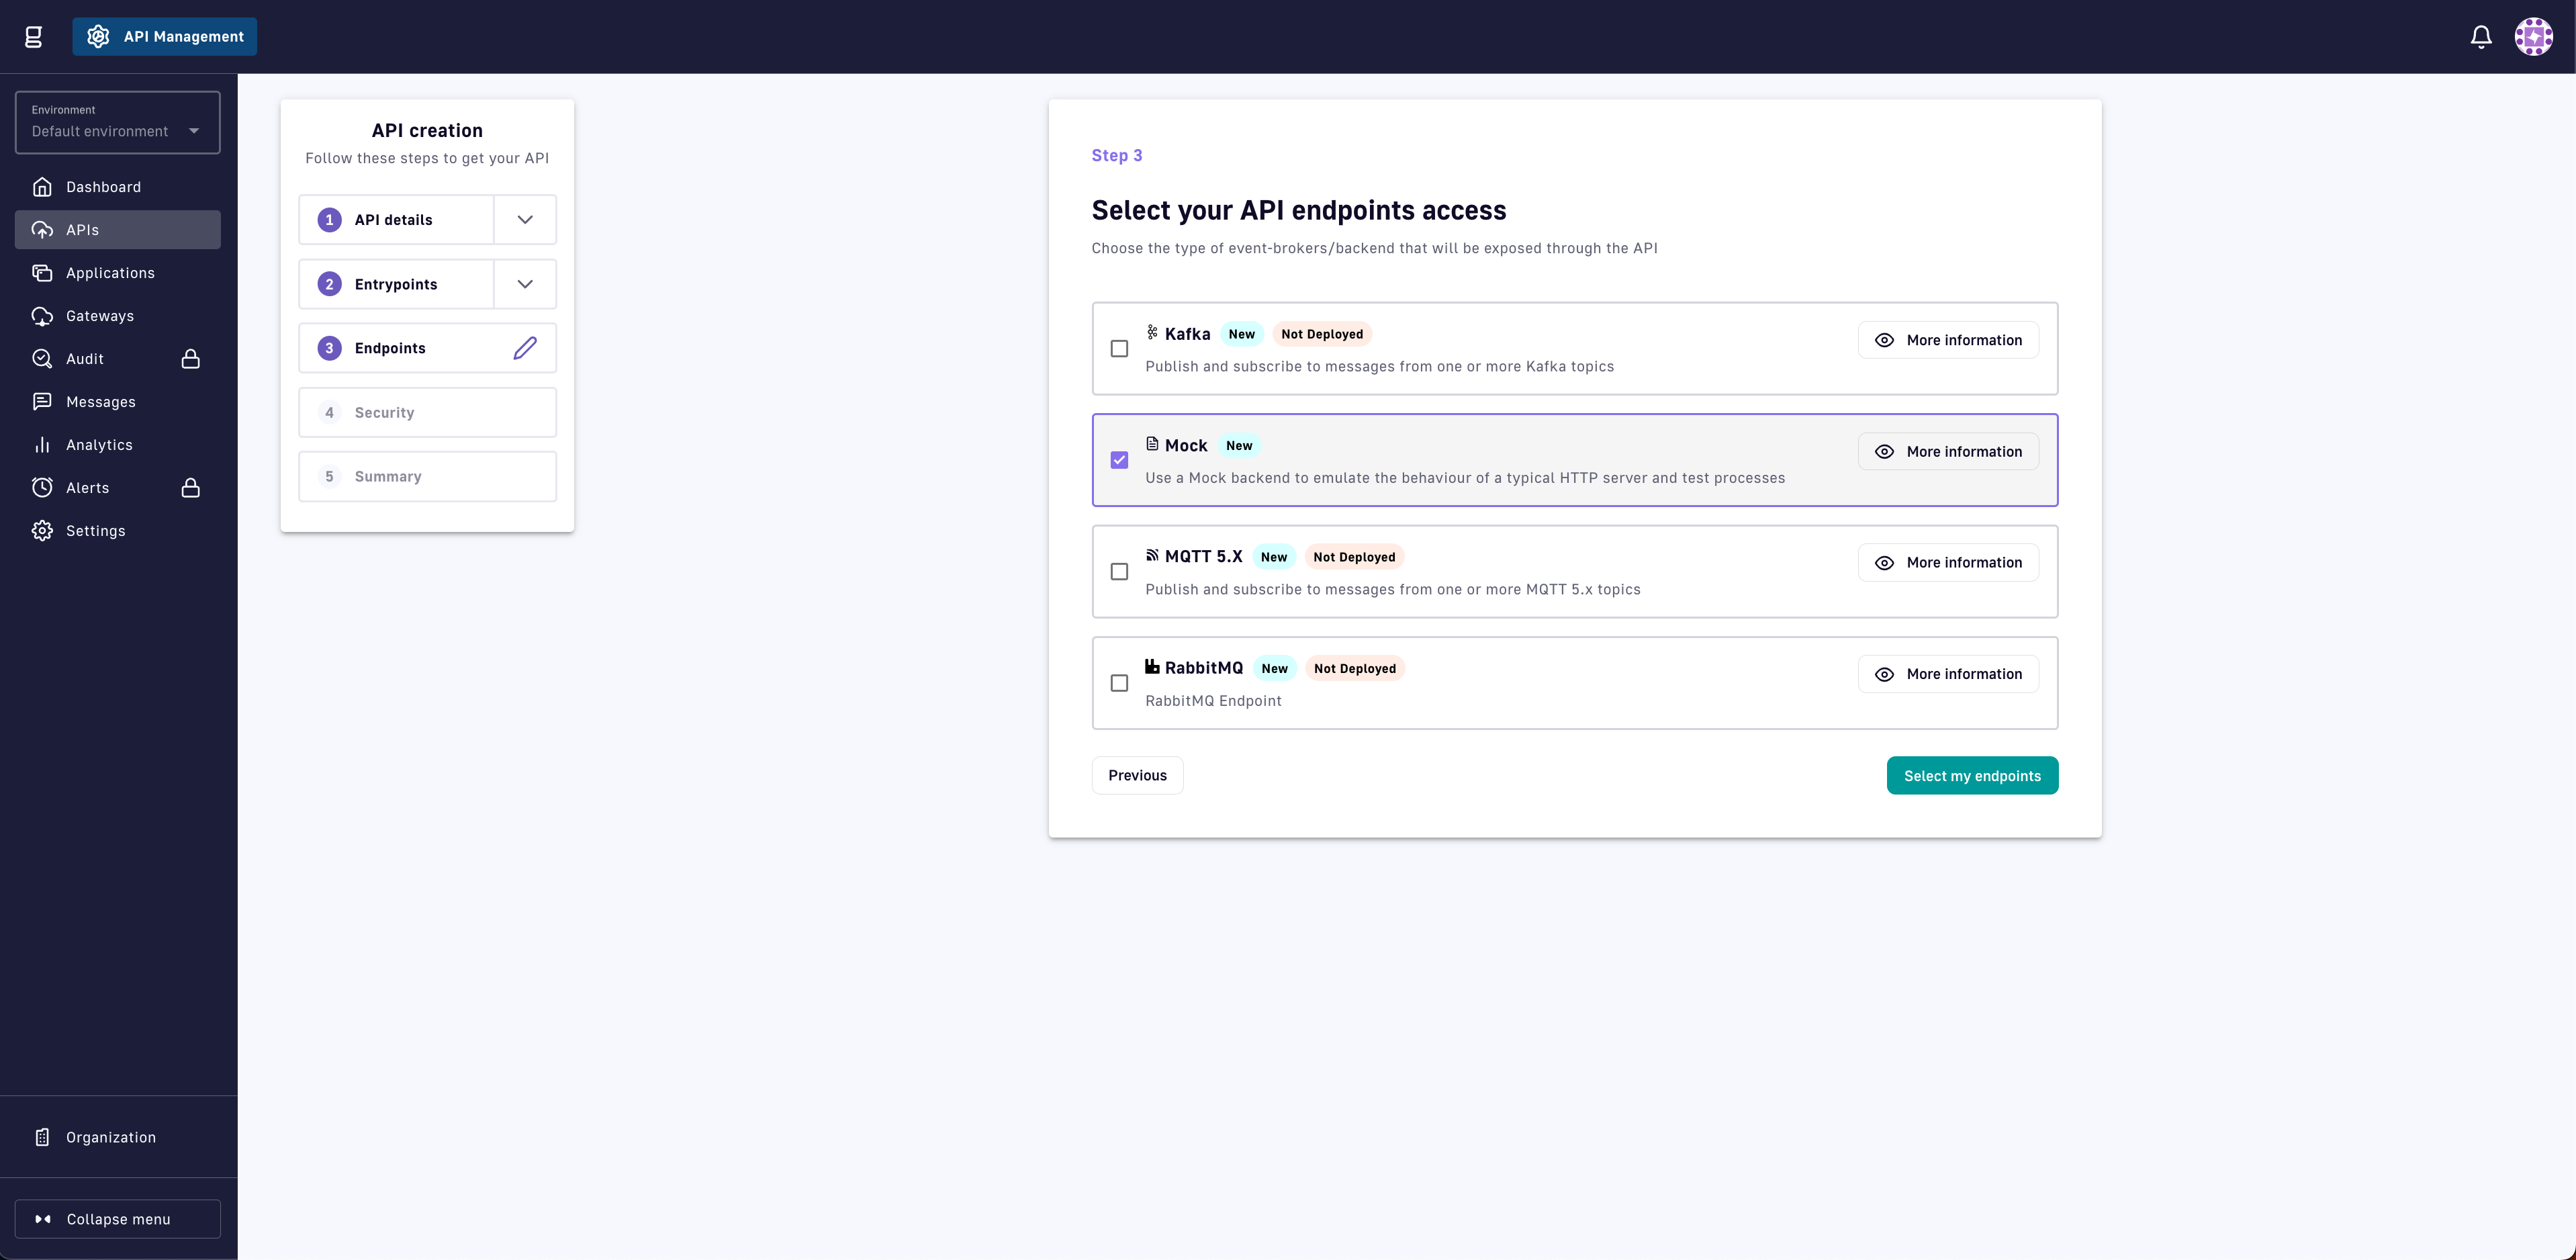 API Management
Environment
Default environment
Dashboard
APIs
Applications
Gateways
Audit
Messages
Analytics
Alerts
Settings
Organization
Collapse menu
API creation
Follow these steps to get your API
1 API details
2 Entrypoints
3 Endpoints
4 Security
5 Summary
Step 3
Select your API endpoints access
Choose the type of event-brokers/backend that will be exposed through the API
Kafka New Not Deployed
More information
Publish and subscribe to messages from one or more Kafka topics
Mock New
More information
Use a Mock backend to emulate the behaviour of a typical HTTP server and test processes
MQTT 5.X New Not Deployed
More information
Publish and subscribe to messages from one or more MQTT 5.x topics
RabbitMQ New Not Deployed
More information
RabbitMQ Endpoint
Previous
Select my endpoints